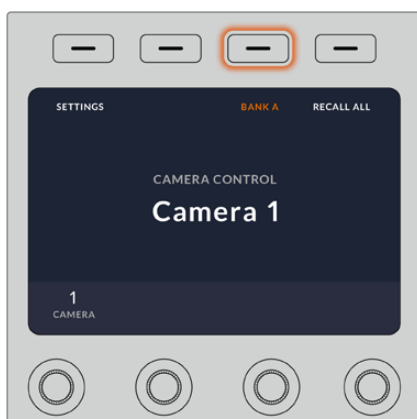 SETTINGS BANK A RECALL ALL
CAMERA CONTROL
Camera 1
1
CAMERA